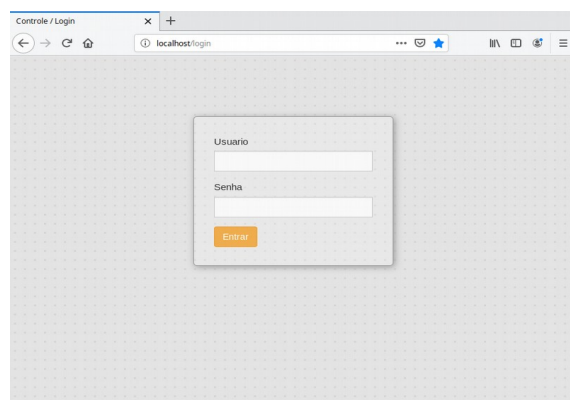 Controle / Login
localhost/login
Usuario
Senha
Entrar